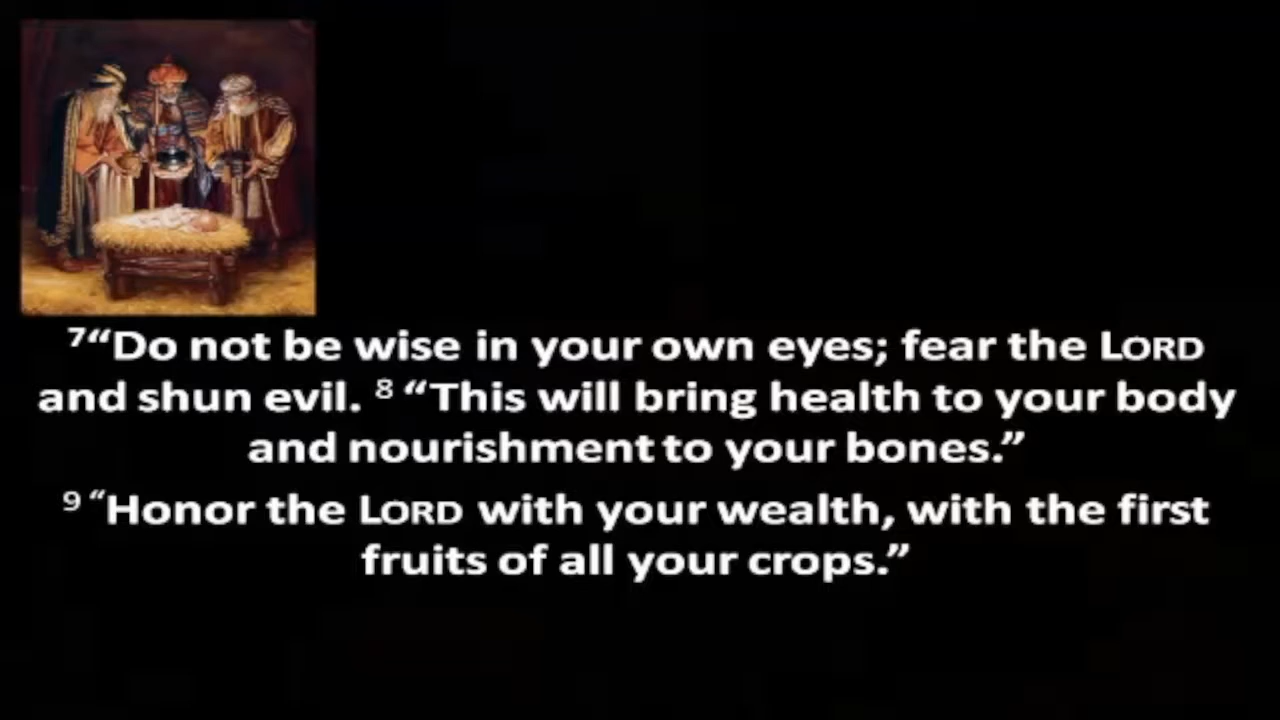 ⁷“Do not be wise in your own eyes; fear the LORD
and shun evil. ⁸ “This will bring health to your body
and nourishment to your bones.”
⁹ “Honor the LORD with your wealth, with the first
fruits of all your crops.”